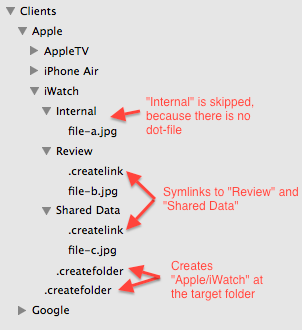 Clients
Apple
AppleTV
iPhone Air
iWatch
Internal
file-a.jpg
Review
.createlink
file-b.jpg
Shared Data
.createlink
file-c.jpg
.createfolder
.createfolder
Google
"Internal" is skipped,
because there is no
dot-file
Symlinks to "Review" and
"Shared Data"
Creates
"Apple/iWatch" at
the target folder